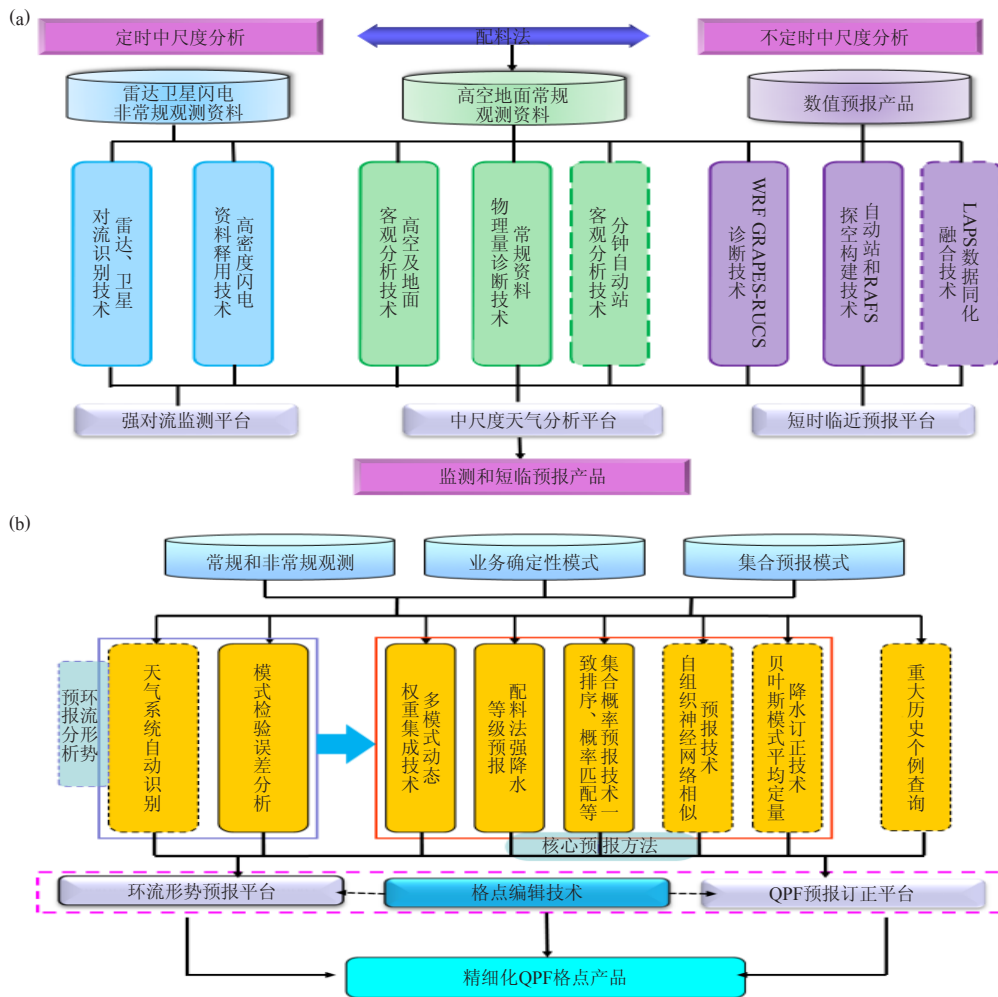 (a)
定时中尺度分析
配料法
不定时中尺度分析
雷达卫星闪电
非常规观测资料
高空地面常规
观测资料
数值预报产品
雷达、卫星
对流识别技术
高密度闪电
资料释用技术
高空及地面
客观分析技术
常规资料
物理量诊断技术
分钟自动站
客观分析技术
WRF GRAPES-RUCS
诊断技术
自动站和RAFS
探空构建技术
LAPS数据同化
融合技术
强对流监测平台
中尺度天气分析平台
短时临近预报平台
监测和短临预报产品
(b)
常规和非常规观测
业务确定性模式
集合预报模式
环流形势
预报分析
天气系统自动识别
模式检验误差分析
多模式动态
权重集成技术
配料法强降水
等级预报
集合概率预报技术一
致排序、概率匹配等
预报技术
自组织神经网络相似
降水订正技术
贝叶斯模式平均定量
重大历史个例查询
核心预报方法
环流形势预报平台
格点编辑技术
QPF预报订正平台
精细化QPF格点产品